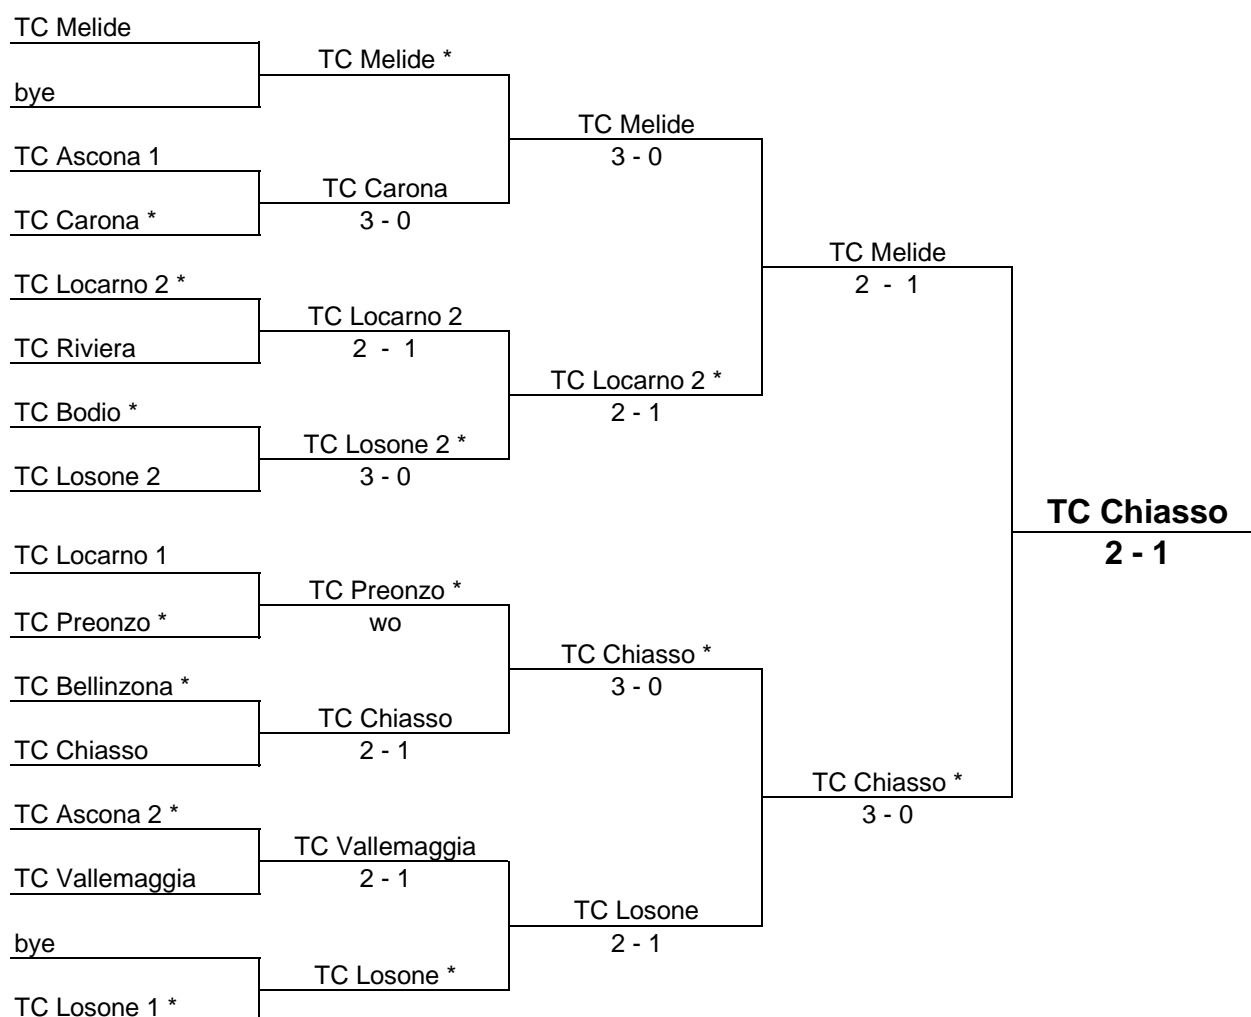 TC Melide
TC Melide *
bye
TC Melide
3 - 0
TC Ascona 1
TC Carona
3 - 0
TC Carona *
TC Melide
2 - 1
TC Locarno 2 *
TC Locarno 2
2 - 1
TC Riviera
TC Locarno 2 *
2 - 1
TC Bodio *
TC Losone 2 *
3 - 0
TC Losone 2
TC Chiasso
2 - 1
TC Locarno 1
TC Preonzo *
wo
TC Preonzo *
TC Chiasso *
3 - 0
TC Bellinzona *
TC Chiasso
2 - 1
TC Chiasso
TC Chiasso *
3 - 0
TC Ascona 2 *
TC Vallemaggia
2 - 1
TC Vallemaggia
TC Losone
2 - 1
bye
TC Losone *
TC Losone 1 *